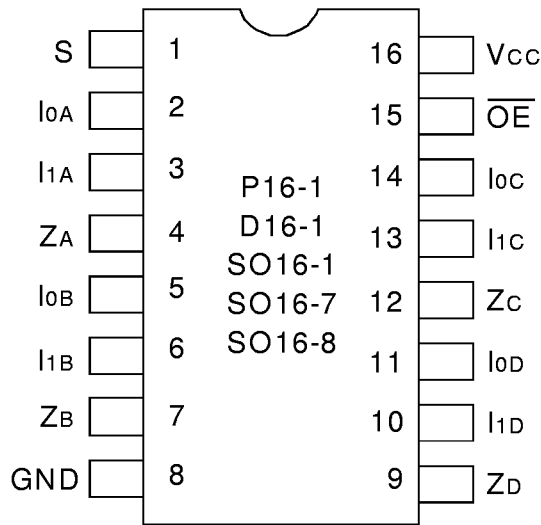 S 1 16 VCC
I0A 2 15 OE
I1A 3 14 I0C
ZA 4 13 I1C
I0B 5 12 ZC
I1B 6 11 I0D
ZB 7 10 I1D
GND 8 9 ZD
P16-1
D16-1
SO16-1
SO16-7
SO16-8